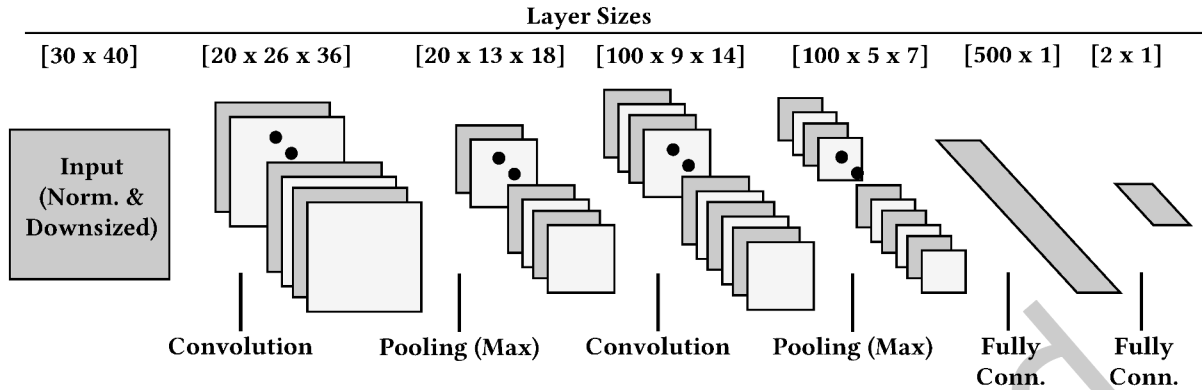 Layer Sizes
[30 x 40] [20 x 26 x 36] [20 x 13 x 18] [100 x 9 x 14] [100 x 5 x 7] [500 x 1] [2 x 1]
Input
(Norm. &
Downsized)
Convolution Pooling (Max) Convolution Pooling (Max) Fully Fully
Conn. Conn.